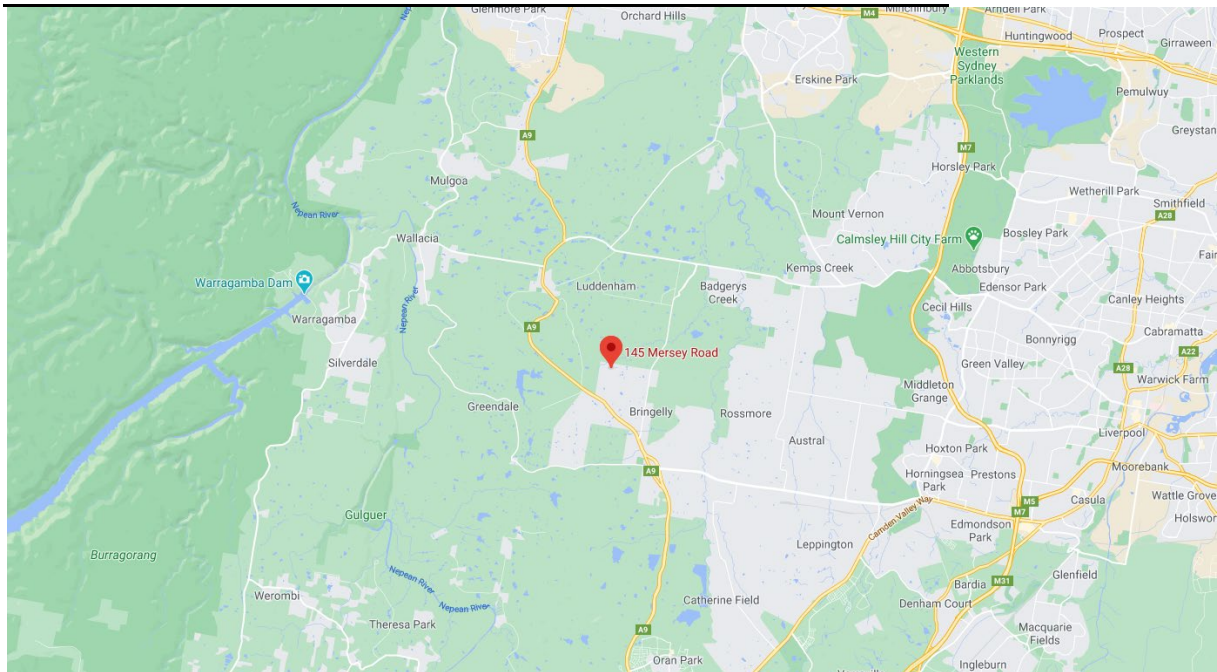 Glenmore Park
Orchard Hills
M4
Minchinbury
Arndell Park
Huntingwood
Prospect
Girraween
Western
Sydney
Parklands
Erskine Park
Pemulwuy
A9
Greystan
M7
Horsley Park
Mulgoa
Wetherill Park
Smithfield
A28
Nepean River
Mount Vernon
Bossley Park
Wallacia
Calmsley Hill City Farm
Abbotsbury
Kemps Creek
Warragamba Dam
Luddenham
Badgerys
Creek
Edensor Park
Canley Heights
Nepean River
Cecil Hills
Warragamba
A9
Cabramatta
Bonnyrigg
145 Mersey Road
A22
Silverdale
Green Valley
A28
Warwick Farm
Middleton
Grange
Greendale
Bringelly
Rossmore
Liverpool
Austral
Hoxton Park
A9
Moorebank
Horningsea
Park
Prestons
Casula
M5
Wattle Grove
Camden Valley Way
M7
Holswor
Gulguer
Edmondson
Park
Leppington
Burragorang
Nepean River
Bardia
M31
Glenfield
Werombi
Nepean River
Catherine Field
Denham Court
Theresa Park
Macquarie
Fields
A9
Oran Park
Ingleburn